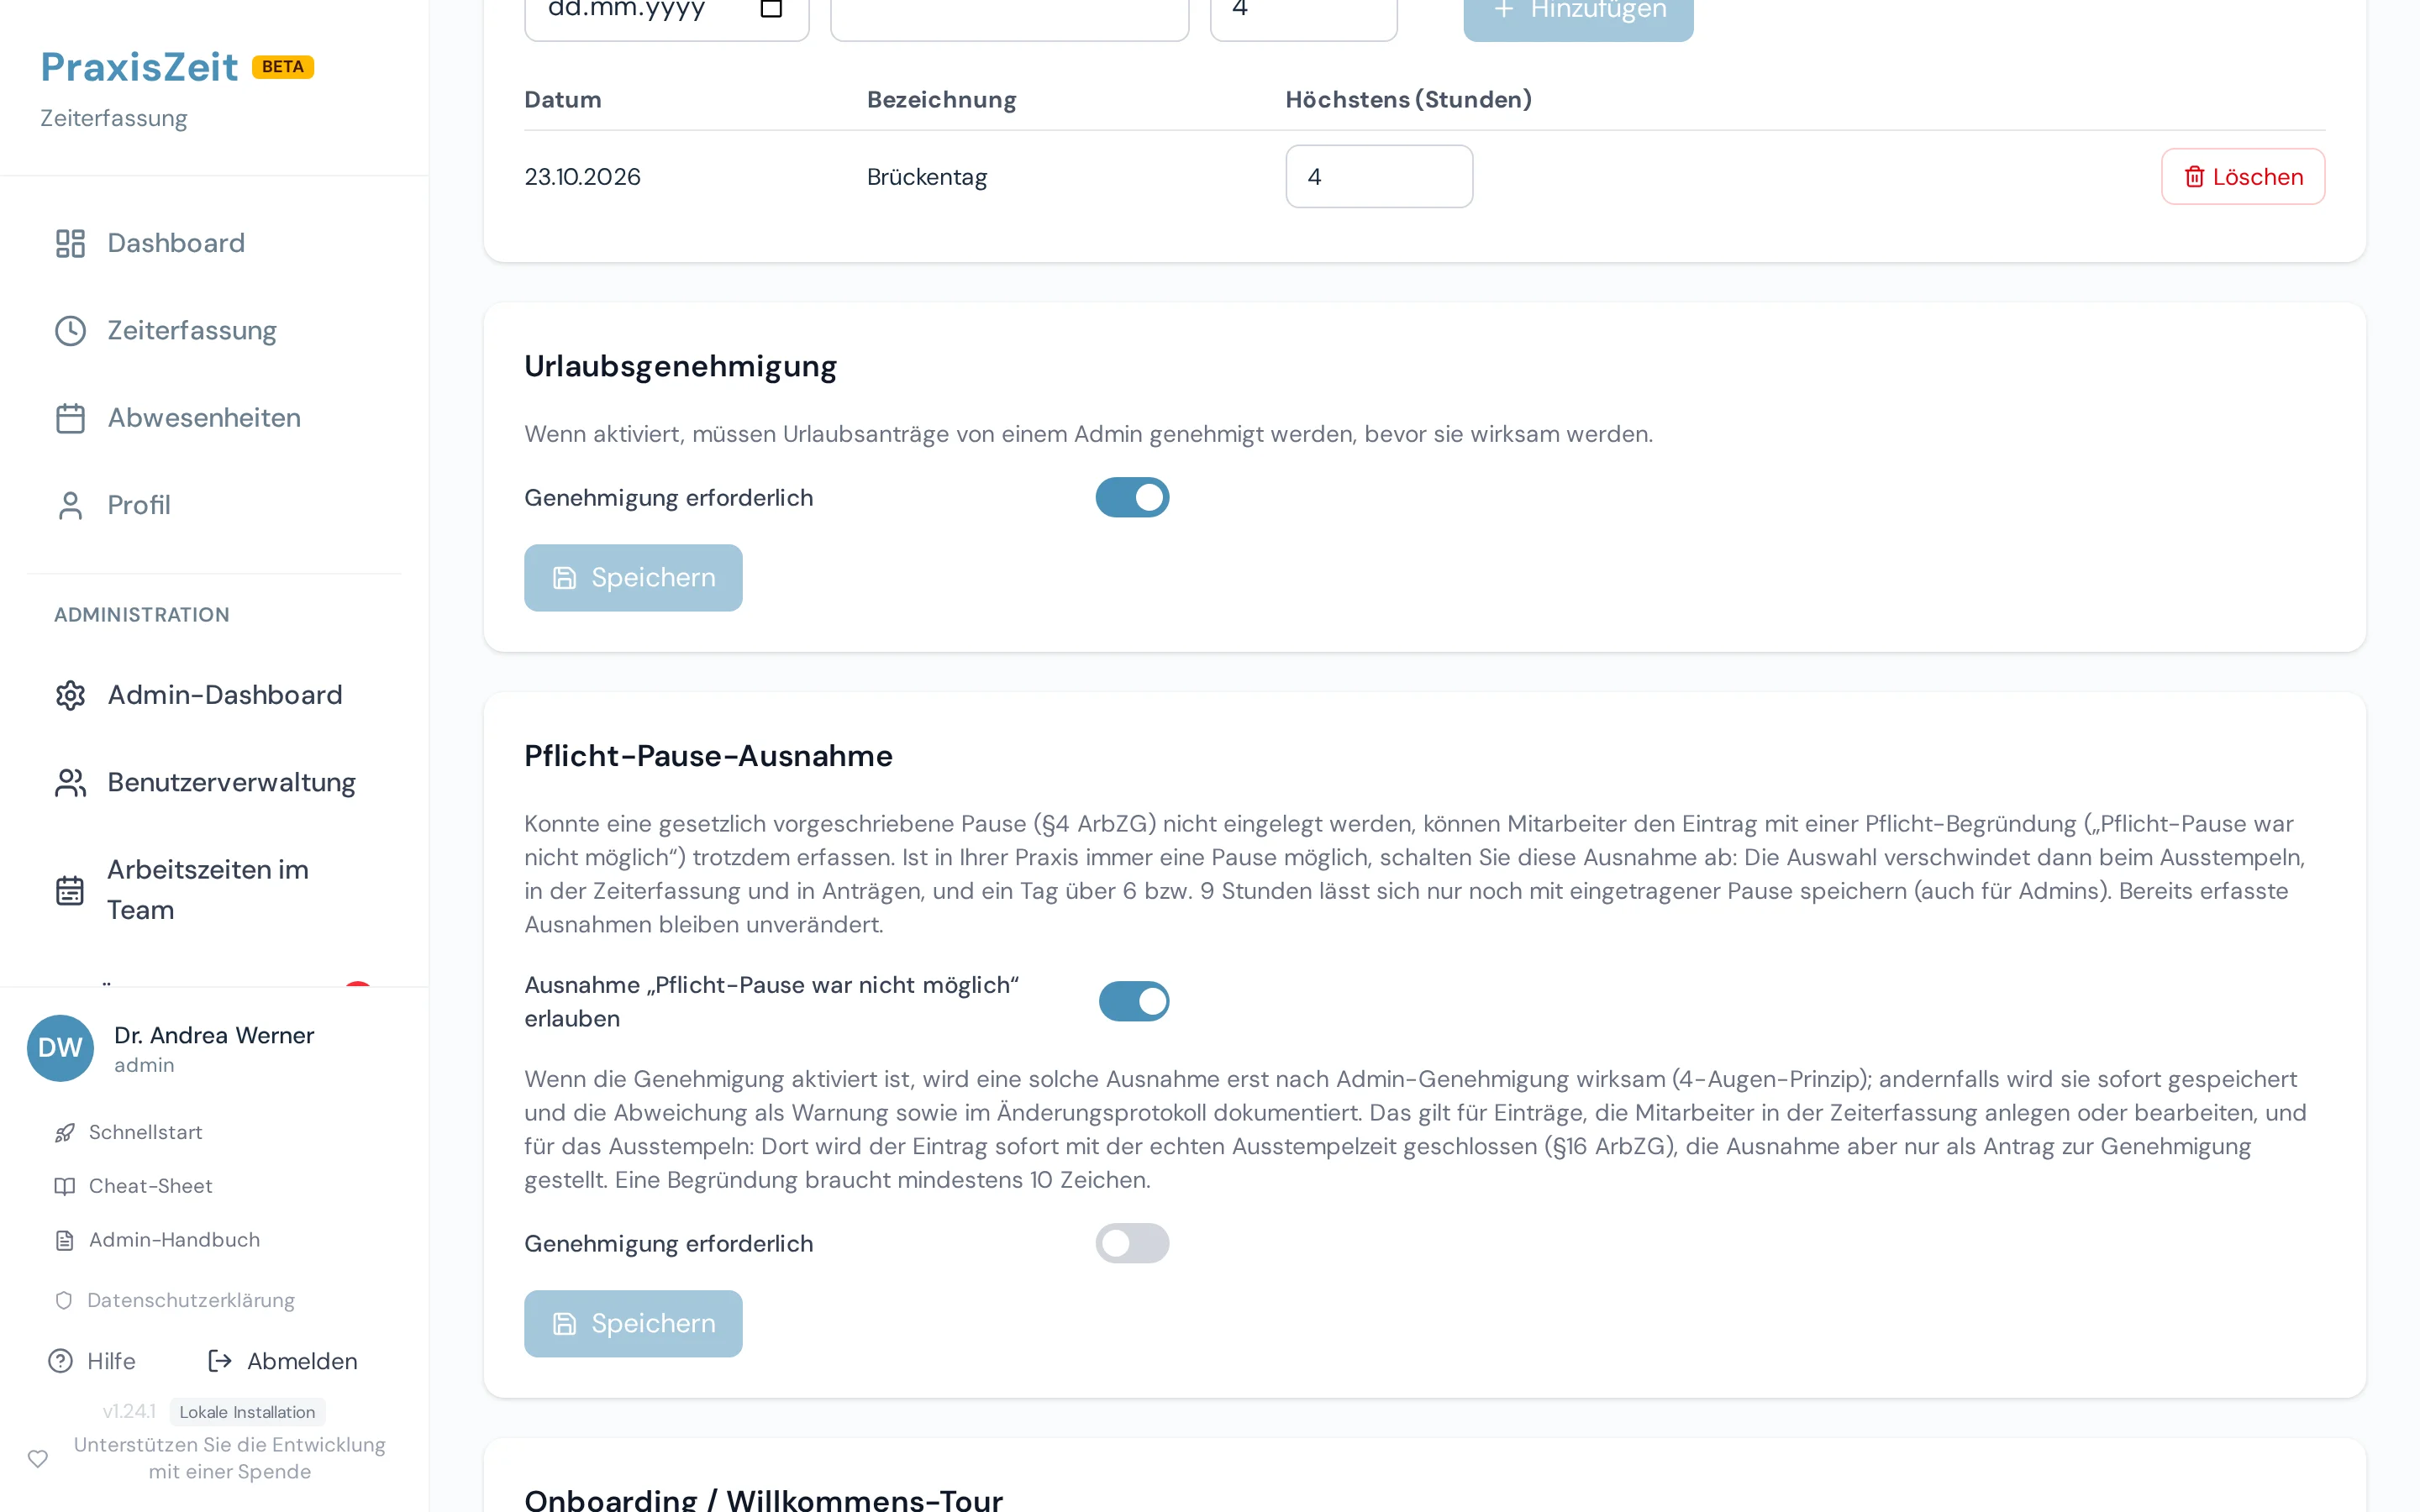 PraxisZeit BETA
Zeiterfassung
Dashboard
Zeiterfassung
Abwesenheiten
Profil
ADMINISTRATION
Admin-Dashboard
Benutzerverwaltung
Arbeitszeiten im
Team
DW
Dr. Andrea Werner
admin
Schnellstart
Cheat-Sheet
Admin-Handbuch
Datenschutzerklärung
Hilfe
Abmelden
v1.24.1 Lokale Installation
Unterstützen Sie die Entwicklung
mit einer Spende
dd.mm.yyyy
4
Hinzufügen
Datum Bezeichnung Höchstens (Stunden)
23.10.2026 Brückentag 4 Löschen
Urlaubsgenehmigung
Wenn aktiviert, müssen Urlaubsanträge von einem Admin genehmigt werden, bevor sie wirksam werden.
Genehmigung erforderlich
Speichern
Pflicht-Pause-Ausnahme
Konnte eine gesetzlich vorgeschriebene Pause (§4 ArbZG) nicht eingelegt werden, können Mitarbeiter den Eintrag mit einer Pflicht-Begründung („Pflicht-Pause war
nicht möglich“) trotzdem erfassen. Ist in Ihrer Praxis immer eine Pause möglich, schalten Sie diese Ausnahme ab: Die Auswahl verschwindet dann beim Ausstempeln,
in der Zeiterfassung und in Anträgen, und ein Tag über 6 bzw. 9 Stunden lässt sich nur noch mit eingetragener Pause speichern (auch für Admins). Bereits erfasste
Ausnahmen bleiben unverändert.
Ausnahme „Pflicht-Pause war nicht möglich“
erlauben
Wenn die Genehmigung aktiviert ist, wird eine solche Ausnahme erst nach Admin-Genehmigung wirksam (4-Augen-Prinzip); andernfalls wird sie sofort gespeichert
und die Abweichung als Warnung sowie im Änderungsprotokoll dokumentiert. Das gilt für Einträge, die Mitarbeiter in der Zeiterfassung anlegen oder bearbeiten, und
für das Ausstempeln: Dort wird der Eintrag sofort mit der echten Ausstempelzeit geschlossen (§16 ArbZG), die Ausnahme aber nur als Antrag zur Genehmigung
gestellt. Eine Begründung braucht mindestens 10 Zeichen.
Genehmigung erforderlich
Speichern
Onboarding / Willkommens-Tour